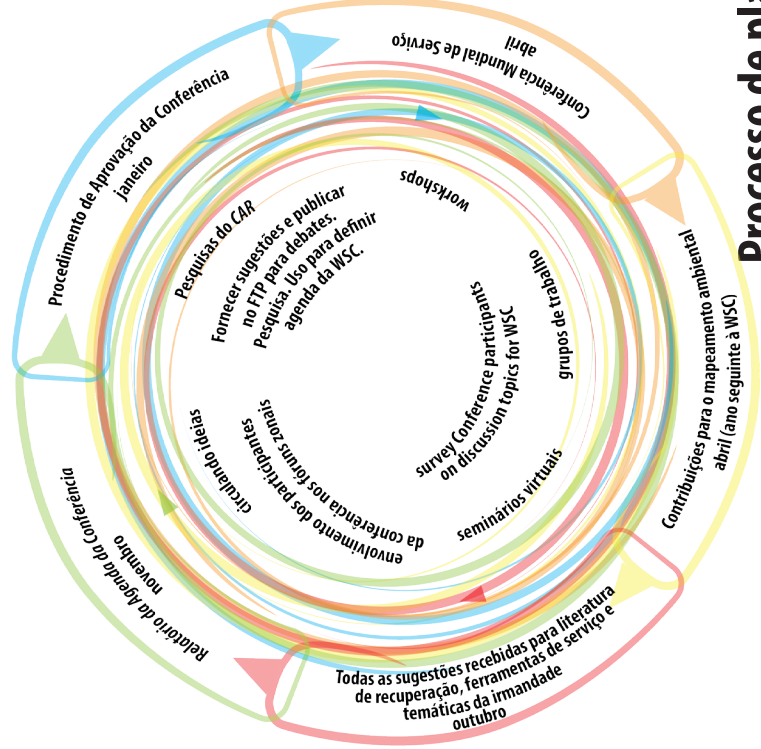 Processo de pla
Conferência Mundial de Serviço
abril
Contribuições para o mapeamento ambiental
abril (ano seguinte à WSC)
Todas as sugestões recebidas para literatura
de recuperação, ferramentas de serviço e
temáticas da irmandade
outubro
Relatório da Agenda da Conferência
novembro
Procedimento de Aprovação da Conferência
janeiro
Pesquisas do CAR
Fornecer sugestões e publicar
no FTP para debates.
Pesquisa. Uso para definir
agenda da WSC.
workshops
grupos de trabalho
survey Conference participants
on discussion topics for WSC
seminários virtuais
envolvimento dos participantes
da conferência nos foruns zonais
circulando ideias